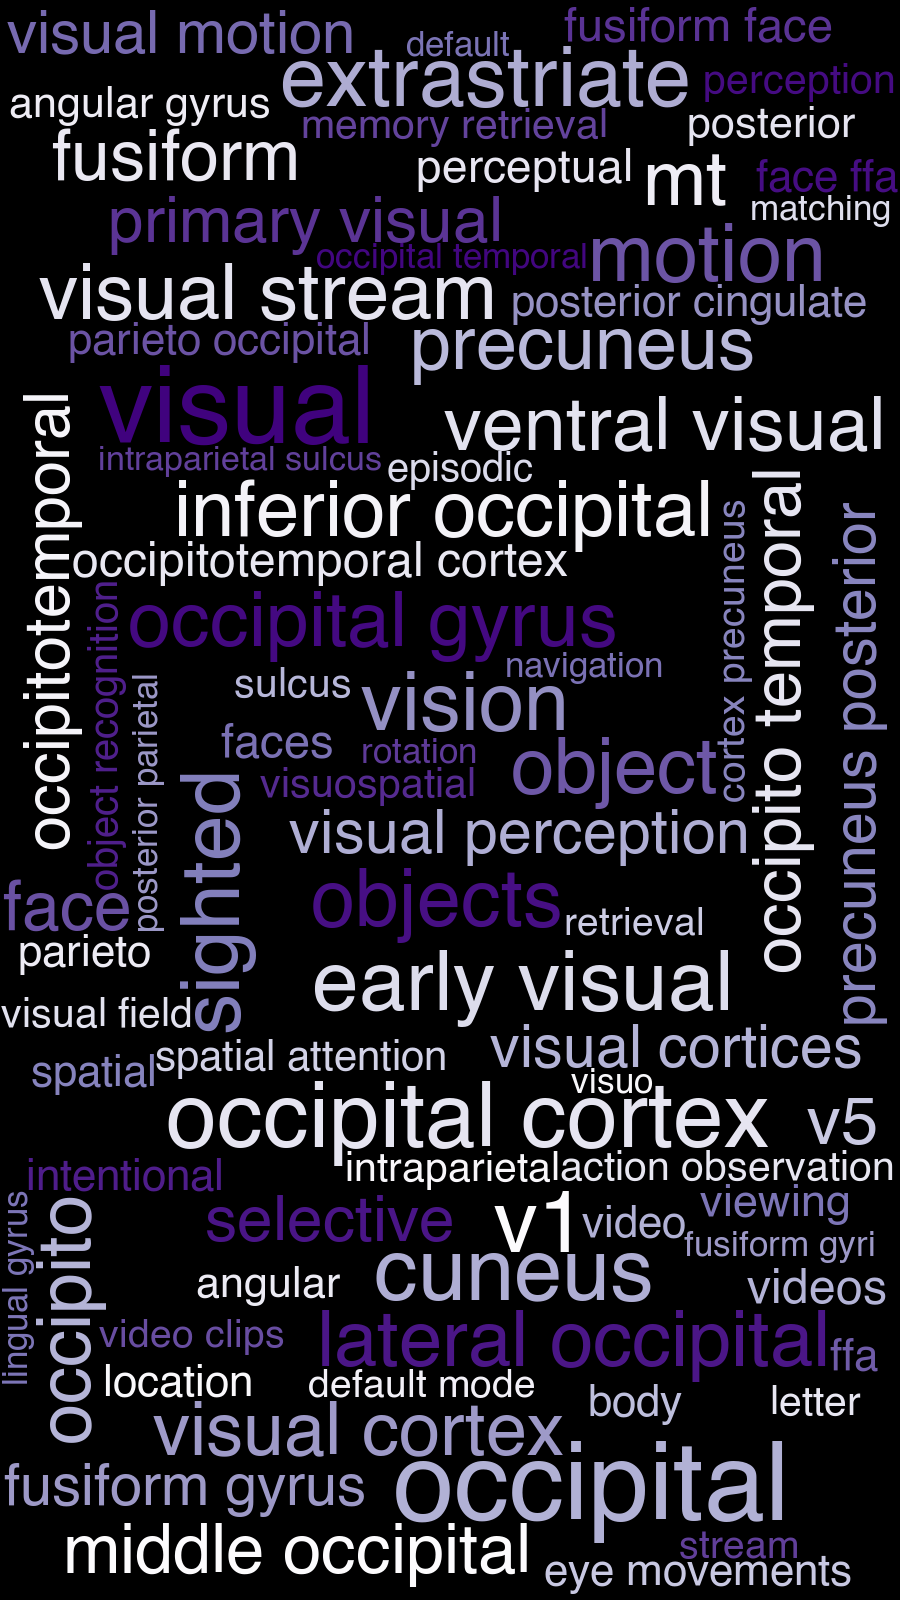 visual motion
default
fusiform face
extrastriate
perception
angular gyrus
memory retrieval
posterior
fusiform
perceptual
mt
face ffa
matching
primary visual
occipital temporal
motion
visual stream
posterior cingulate
parieto occipital
precuneus
visual
ventral visual
intraparietal sulcus
episodic
occipitotemporal
inferior occipital
occipitotemporal cortex
cortex precuneus
occipito temporal
precuneus posterior
object recognition
occipital gyrus
navigation
posterior parietal
sulcus
vision
faces
rotation
object
visuospatial
sighted
visual perception
face
objects
retrieval
parieto
early visual
visual field
visual cortices
spatial
spatial attention
visuo
occipital cortex
v5
intentional
intraparietal
action observation
lingual gyrus
occipito
selective
v1
video
viewing
fusiform gyri
angular
cuneus
videos
video clips
lateral occipital
ffa
location
default mode
body
letter
visual cortex
fusiform gyrus
occipital
middle occipital
stream
eye movements